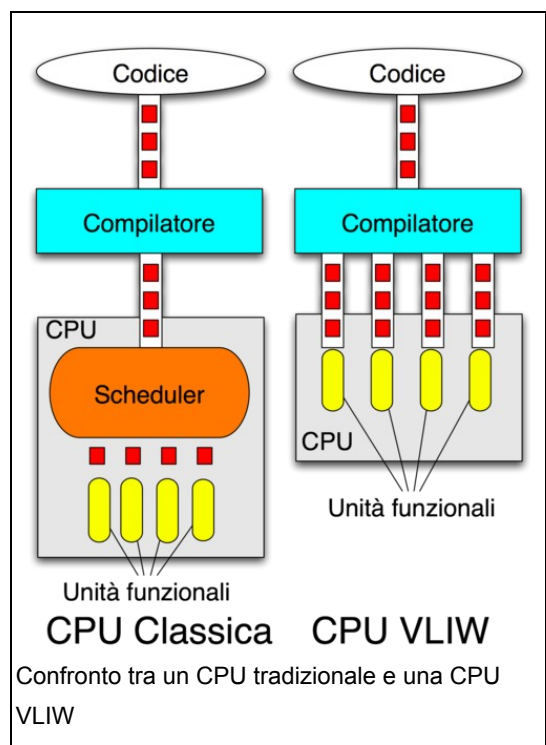 Codice
Codice
Compilatore
Compilatore
CPU
Scheduler
CPU
Unità funzionali
Unità funzionali
CPU Classica
CPU VLIW
Confronto tra un CPU tradizionale e una CPU
VLIW